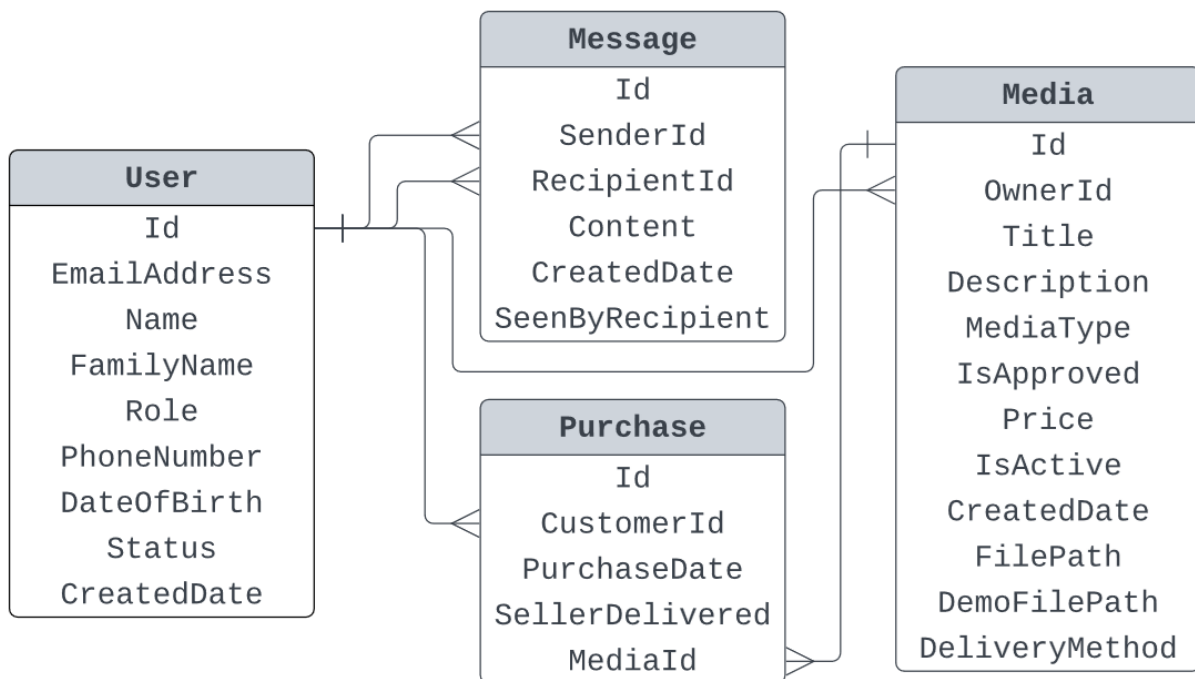 User
Id
EmailAddress
Name
FamilyName
Role
PhoneNumber
DateOfBirth
Status
CreatedDate
Message
Id
SenderId
RecipientId
Content
CreatedDate
SeenByRecipient
Purchase
Id
CustomerId
PurchaseDate
SellerDelivered
MediaId
Media
Id
OwnerId
Title
Description
MediaType
IsApproved
Price
IsActive
CreatedDate
FilePath
DemoFilePath
DeliveryMethod